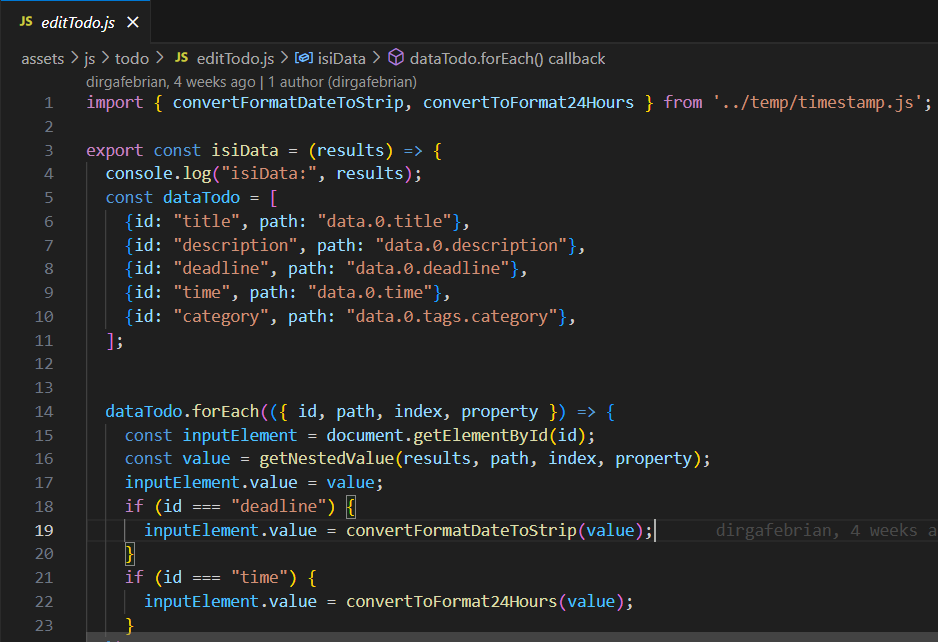 JS editTodo.js ×
assets > js > todo > JS editTodo.js > isiData > dataTodo.forEach() callback
dirgafebrian, 4 weeks ago | 1 author (dirgafebrian)
1 import { convertFormatDateToStrip, convertToFormat24Hours } from '../temp/timestamp.js';
2
3 export const isiData = (results) => {
4 console.log("isiData:", results);
5 const dataTodo = [
6 {id: "title", path: "data.0.title"},
7 {id: "description", path: "data.0.description"},
8 {id: "deadline", path: "data.0.deadline"},
9 {id: "time", path: "data.0.time"},
10 {id: "category", path: "data.0.tags.category"},
11 ];
12
13
14 dataTodo.forEach(({ id, path, index, property }) => {
15 const inputElement = document.getElementById(id);
16 const value = getNestedValue(results, path, index, property);
17 inputElement.value = value;
18 if (id === "deadline") {
19 inputElement.value = convertFormatDateToStrip(value); dirgafebrian, 4 weeks a
20 }
21 if (id === "time") {
22 inputElement.value = convertToFormat24Hours(value);
23 }